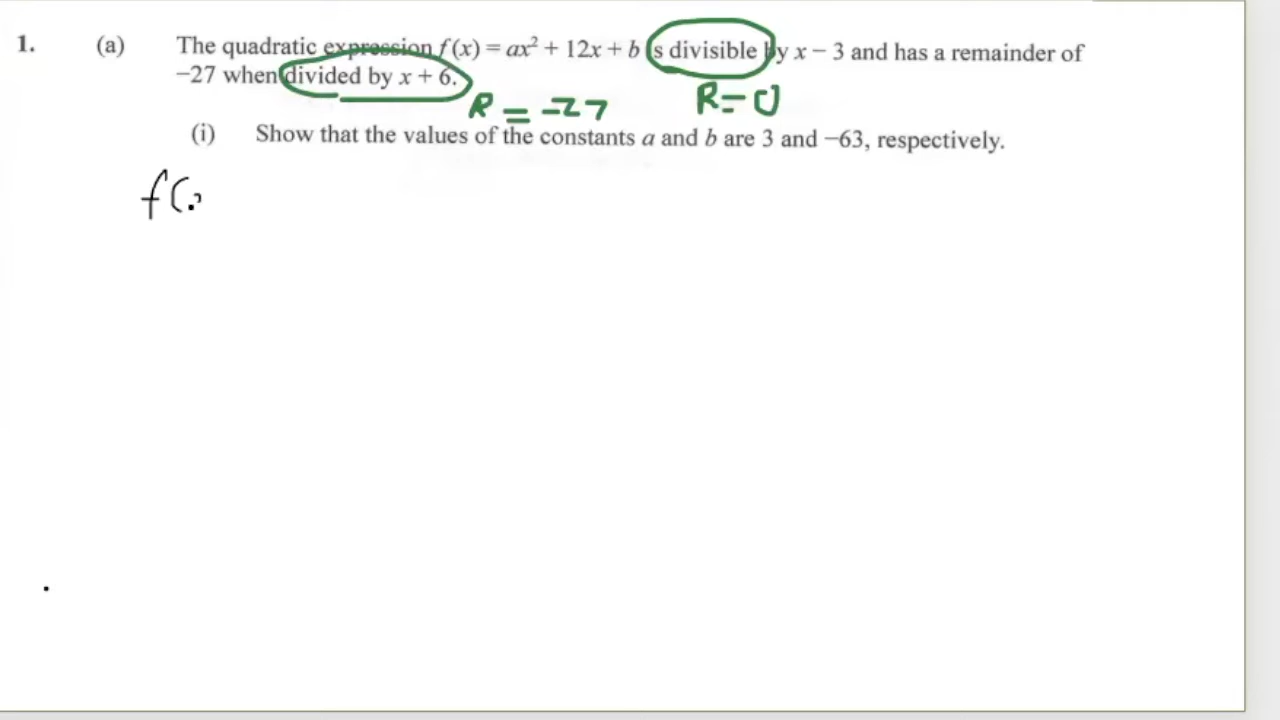 1. (a) The quadratic expression f(x) = ax² + 12x + b is divisible by x − 3 and has a remainder of
−27 when divided by x + 6.
R = -27 R=0
(i) Show that the values of the constants a and b are 3 and −63, respectively.
f(